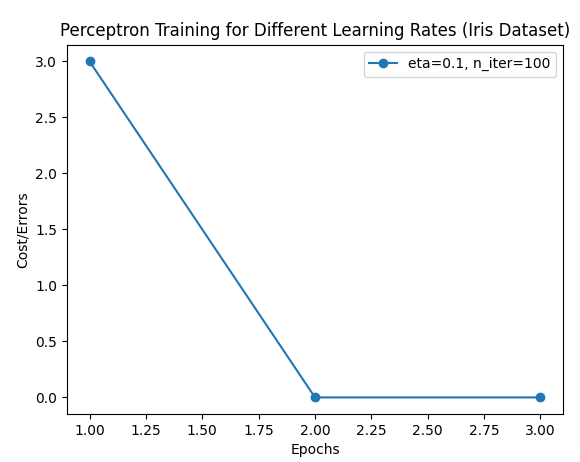 Perceptron Training for Different Learning Rates (Iris Dataset)
eta=0.1, n_iter=100
Cost/Errors
3.0
2.5
2.0
1.5
1.0
0.5
0.0
1.00 1.25 1.50 1.75 2.00 2.25 2.50 2.75 3.00
Epochs